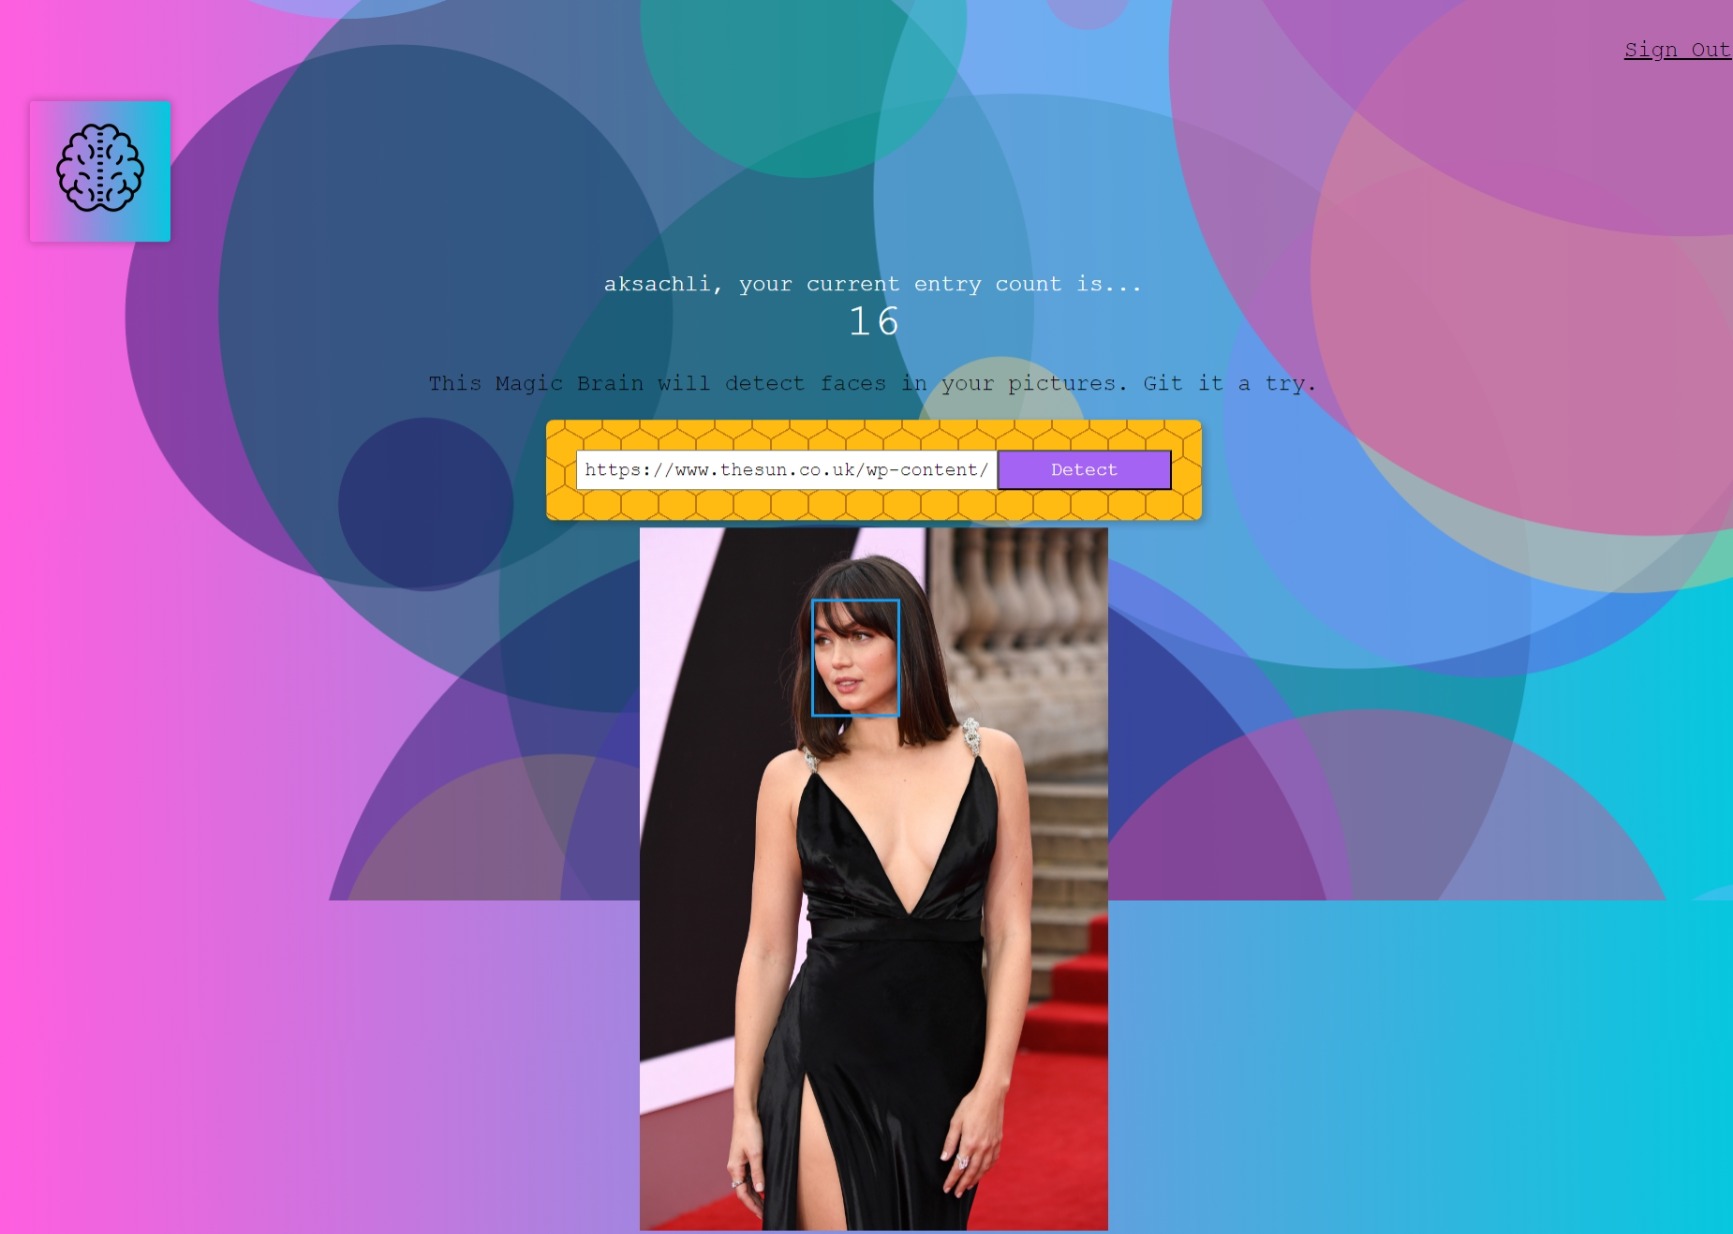 Sign Out
aksachli, your current entry count is...
16
This Magic Brain will detect faces in your pictures. Git it a try.
https://www.thesun.co.uk/wp-content/ Detect